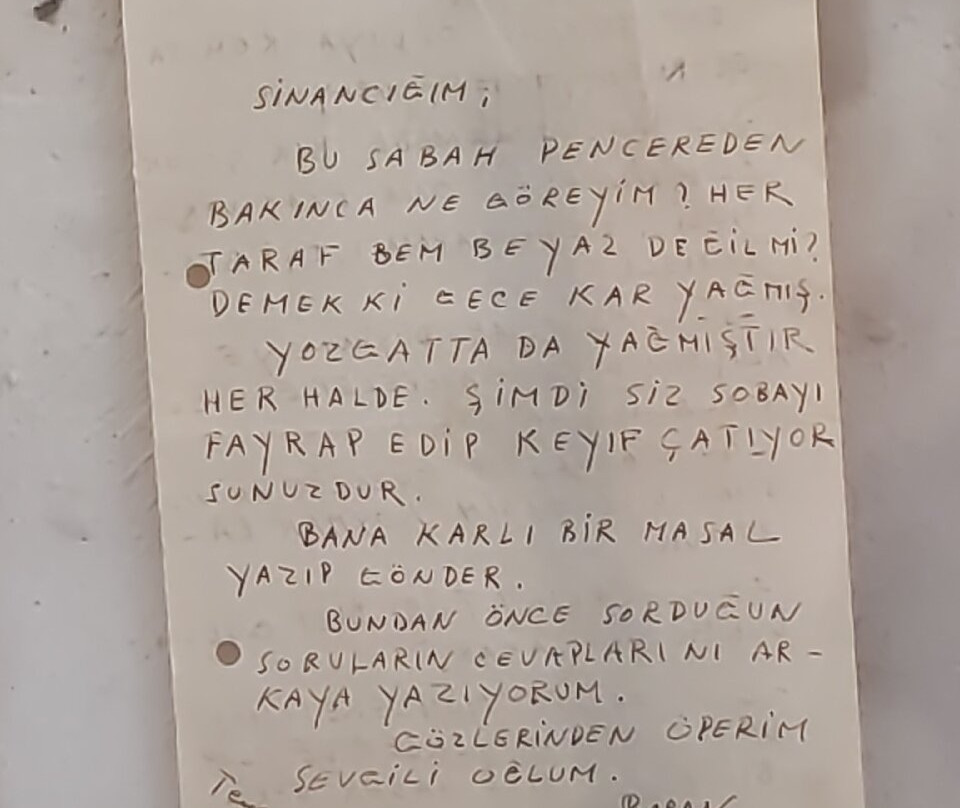 SİNANCIĞIM;
BU SABAH PENCEREDEN
BAKINCA NE GÖREYİM? HER
TARAF BEM BEYAZ DEĞİL Mİ?
DEMEK Kİ GECE KAR YAĞMIŞ.
YOZGATTA DA YAĞMIŞTIR
HER HALDE. ŞİMDİ SİZ SOBAYI
FAYRAP EDİP KEYIF ÇATIYOR
SUNUZDUR.
BANA KARLI BİR MASAL
YAZIP GÖNDER.
BUNDAN ÖNCE SORDUĞUN
SORULARIN CEVAPLARINI AR-
KAYA YAZIYORUM.
GÖZLERİNDEN ÖPERİM
SEVGİLİ OĞLUM.